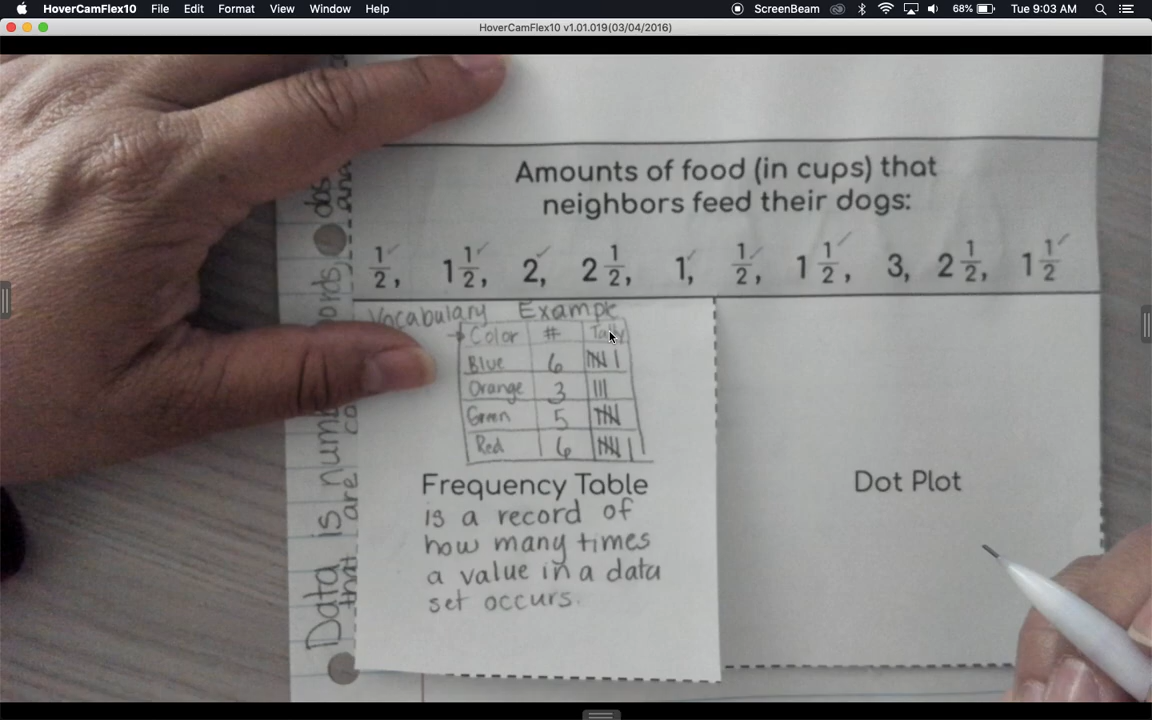 HoverCamFlex10 File Edit Format View Window Help ScreenBeam 68% Tue 9:03 AM
HoverCamFlex10 v1.01.019(03/04/2016)
Amounts of food (in cups) that
neighbors feed their dogs:
1/2, 1 1/2, 2, 2 1/2, 1, 1/2, 1 1/2, 3, 2 1/2, 1 1/2
Vocabulary Example
Color # Tally
Blue 6
Orange 3
Green 5
Red 6
Frequency Table
is a record of
how many times
a value in a data
set occurs.
Dot Plot
Data is
that are